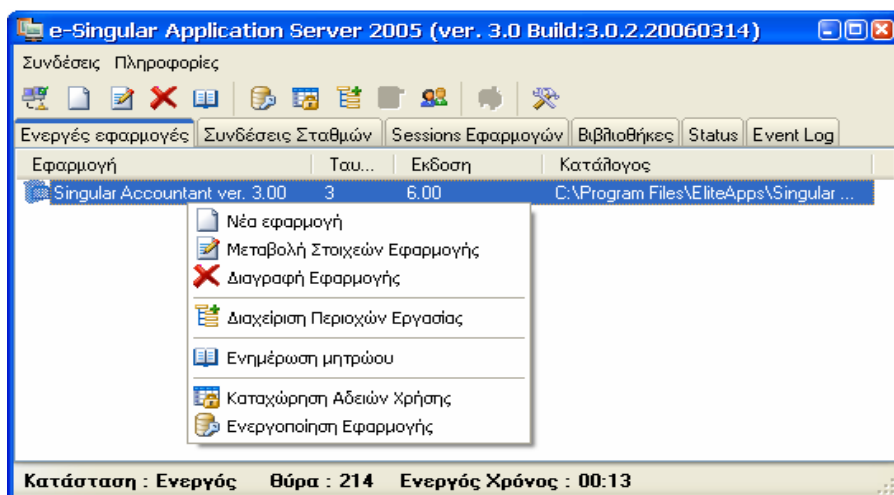 e-Singular Application Server 2005 (ver. 3.0 Build:3.0.2.20060314)
Συνδέσεις Πληροφορίες
Ενεργές εφαρμογές Συνδέσεις Σταθμών Sessions Εφαρμογών Βιβλιοθήκες Status Event Log
Εφαρμογή Ταυ... Εκδοση Κατάλογος
Singular Accountant ver. 3.00 3 6.00 C:\Program Files\EliteApps\Singular ...
Νέα εφαρμογή
Μεταβολή Στοιχεών Εφαρμογής
Διαγραφή Εφαρμογής
Διαχείριση Περιοχών Εργασίας
Ενημέρωση μητρώου
Καταχώρηση Αδειών Χρήσης
Ενεργοποίηση Εφαρμογής
Κατάσταση : Ενεργός Θύρα : 214 Ενεργός Χρόνος : 00:13